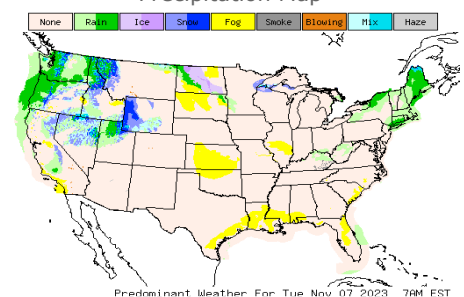 Precipitation Map
None Rain Ice Snow Fog Smoke Blowing Mix Haze
Predominant Weather For Tue Nov 07 2023 7AM EST